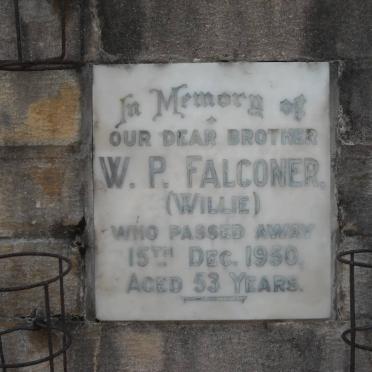 In Memory of
OUR DEAR BROTHER
W. P. FALCONER.
(WILLIE)
WHO PASSED AWAY
15TH DEC. 1950,
AGED 53 YEARS.